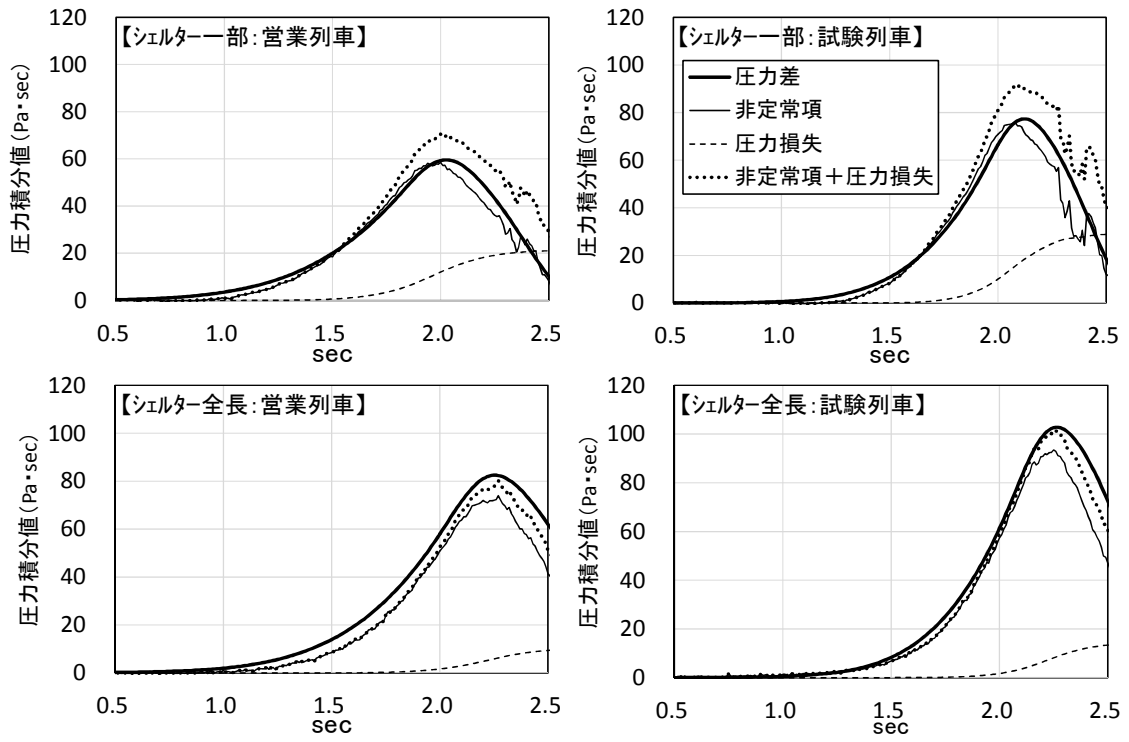 【シェルター一部：営業列車】
圧力積分値（Pa・sec）
120
100
80
60
40
20
0
0.5 1.0 1.5 2.0 2.5
sec
【シェルター一部：試験列車】
圧力差
非定常項
圧力損失
非定常項＋圧力損失
圧力積分値（Pa・sec）
120
100
80
60
40
20
0
0.5 1.0 1.5 2.0 2.5
sec
【シェルター全長：営業列車】
圧力積分値（Pa・sec）
120
100
80
60
40
20
0
0.5 1.0 1.5 2.0 2.5
sec
【シェルター全長：試験列車】
圧力積分値（Pa・sec）
120
100
80
60
40
20
0
0.5 1.0 1.5 2.0 2.5
sec